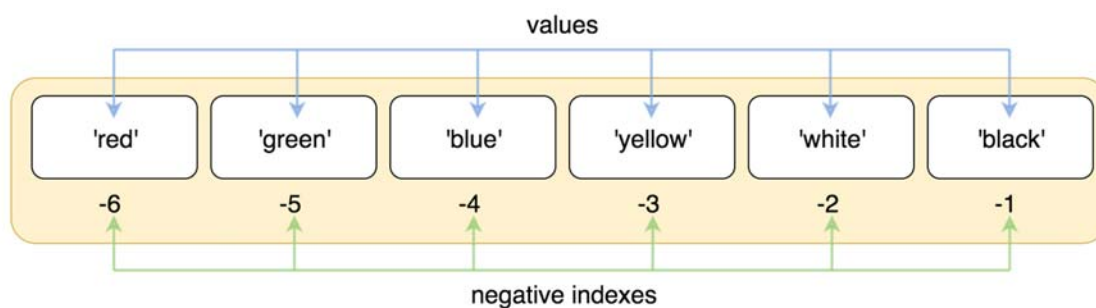 values
'red' 'green' 'blue' 'yellow' 'white' 'black'
-6 -5 -4 -3 -2 -1
negative indexes